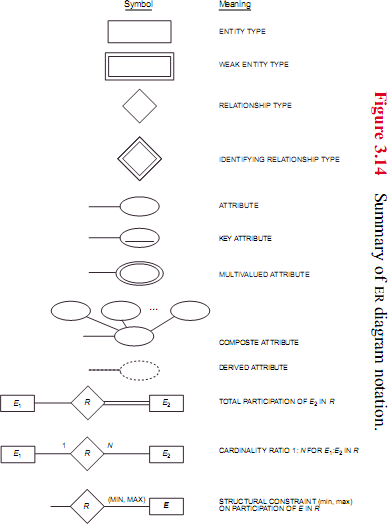 Symbol Meaning
ENTITY TYPE
WEAK ENTITY TYPE
RELATIONSHIP TYPE
IDENTIFYING RELATIONSHIP TYPE
ATTRIBUTE
KEY ATTRIBUTE
MULTIVALUED ATTRIBUTE
...
COMPOSTE ATTRIBUTE
DERIVED ATTRIBUTE
E₁ R E₂ TOTAL PARTICIPATION OF E₂ IN R
E₁ 1 R N E₂ CARDINALITY RATIO 1: N FOR E₁:E₂ IN R
R (MIN, MAX) E STRUCTURAL CONSTRAINT (min, max)
ON PARTICIPATION OF E IN R
Figure 3.14 Summary of ER diagram notation.